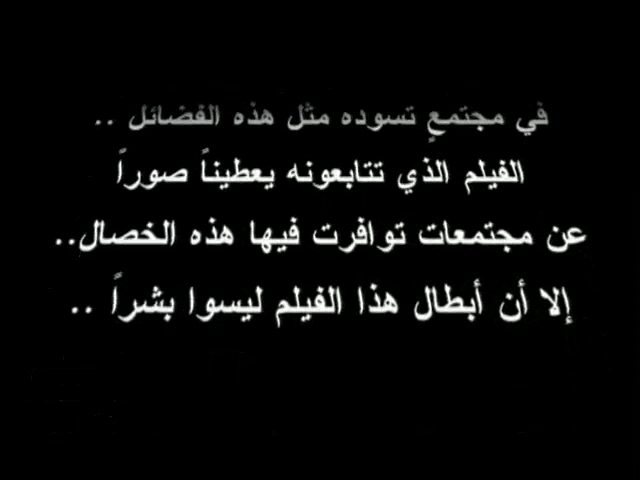 في مجتمعٍ تسوده مثل هذه الفضائل ..
الفيلم الذي تتابعونه يعطيناً صوراً
عن مجتمعات توافرت فيها هذه الخصال..
إلا أن أبطال هذا الفيلم ليسوا بشراً ..